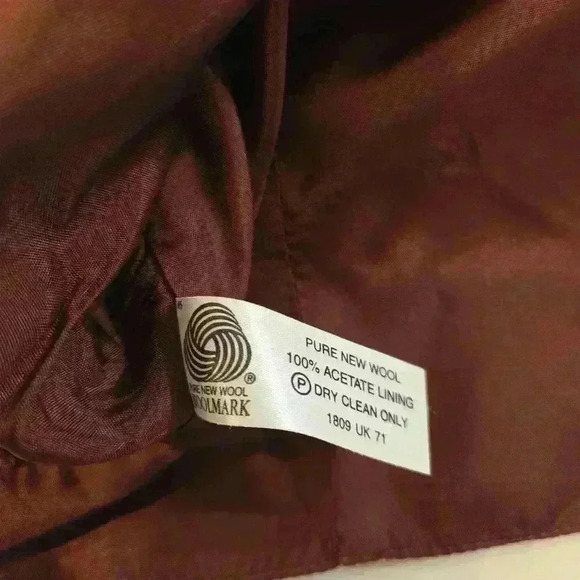 PURE NEW WOOL
®
WOOLMARK
PURE NEW WOOL
100% ACETATE LINING
Ⓟ DRY CLEAN ONLY
1809 UK 71